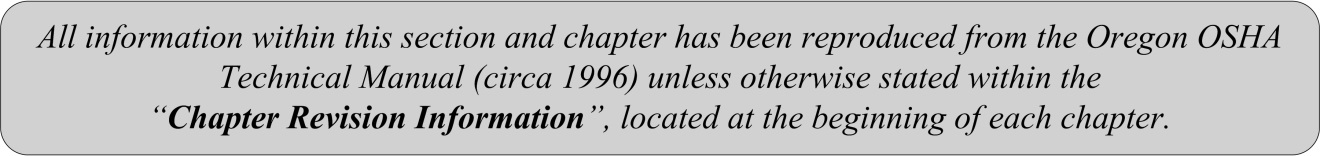 All information within this section and chapter has been reproduced from the Oregon OSHA
Technical Manual (circa 1996) unless otherwise stated within the
“Chapter Revision Information”, located at the beginning of each chapter.